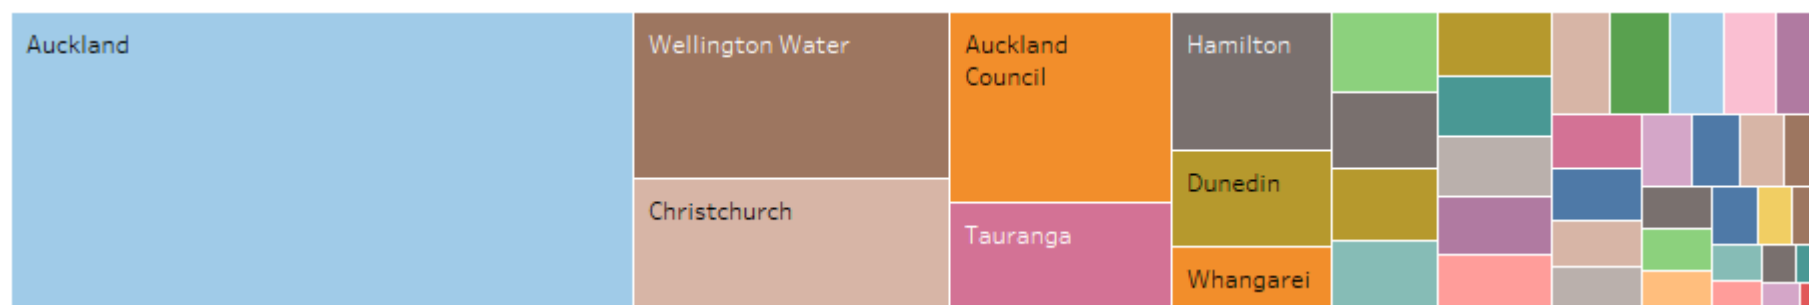 Auckland
Wellington Water
Christchurch
Auckland
Council
Tauranga
Hamilton
Dunedin
Whangarei